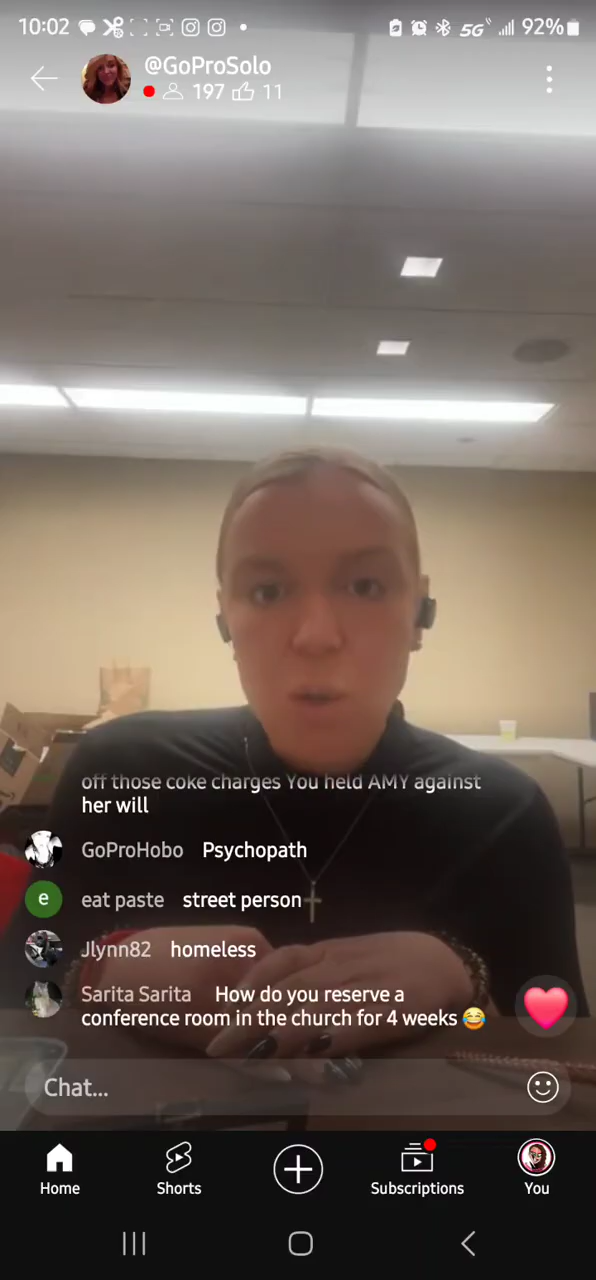 10:02 5G 92%
@GoProSolo
197 11
off those coke charges You held AMY against
her will
GoProHobo Psychopath
e eat paste street person
Jlynn82 homeless
Sarita Sarita How do you reserve a
conference room in the church for 4 weeks 😂
Chat...
Home Shorts Subscriptions You